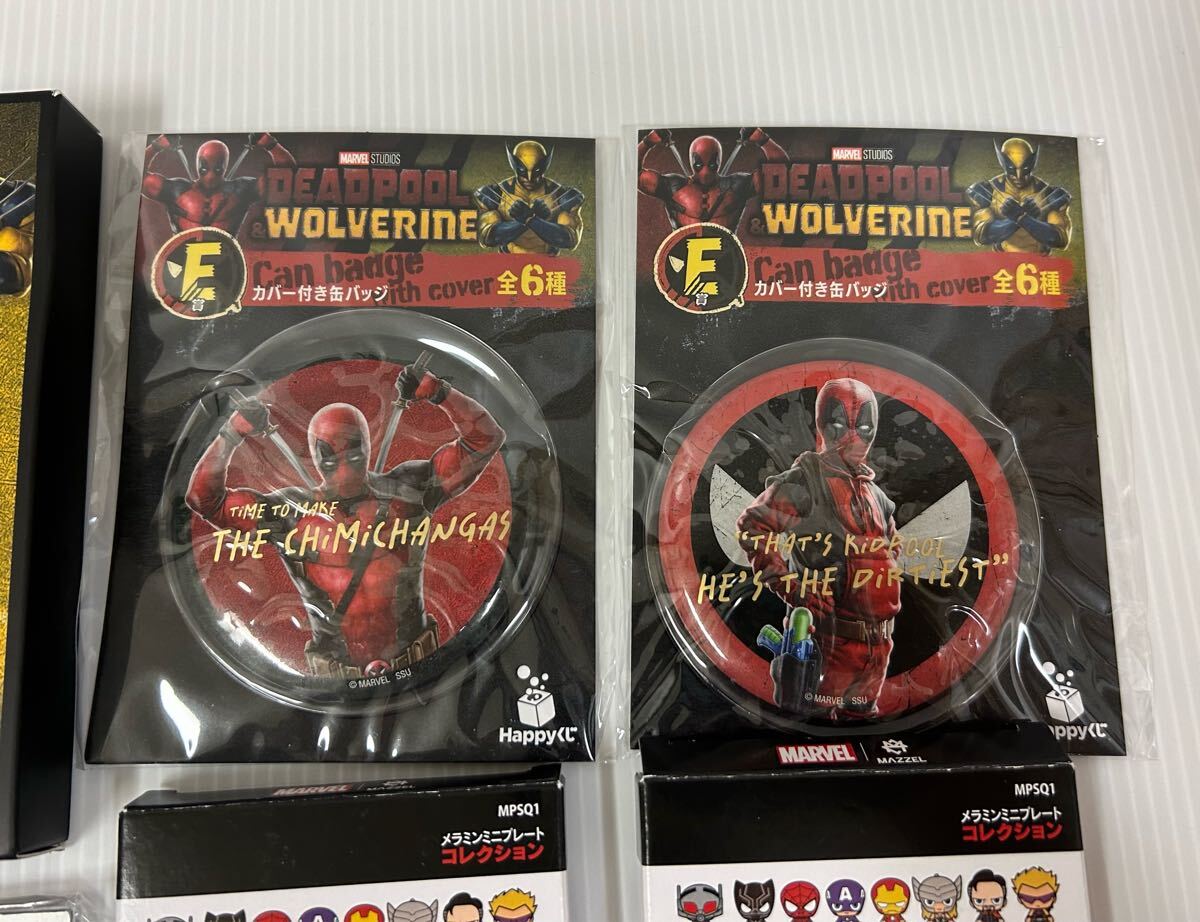 MARVEL STUDIOS
DEADPOOL
& WOLVERINE
E賞
Can badge
with cover
カバー付き缶バッジ
全6種
TIME TO MAKE
THE CHIMICHANGAS
© MARVEL SSU
Happyくじ
MARVEL STUDIOS
DEADPOOL
& WOLVERINE
E賞
Can badge
with cover
カバー付き缶バッジ
全6種
"THAT'S KIDPOOL
HE'S THE DIRTIEST"
© MARVEL SSU
Happyくじ
MARVEL | MAZZEL
MPSQ1
メラミンミニプレート
コレクション
MARVEL | MAZZEL
MPSQ1
メラミンミニプレート
コレクション